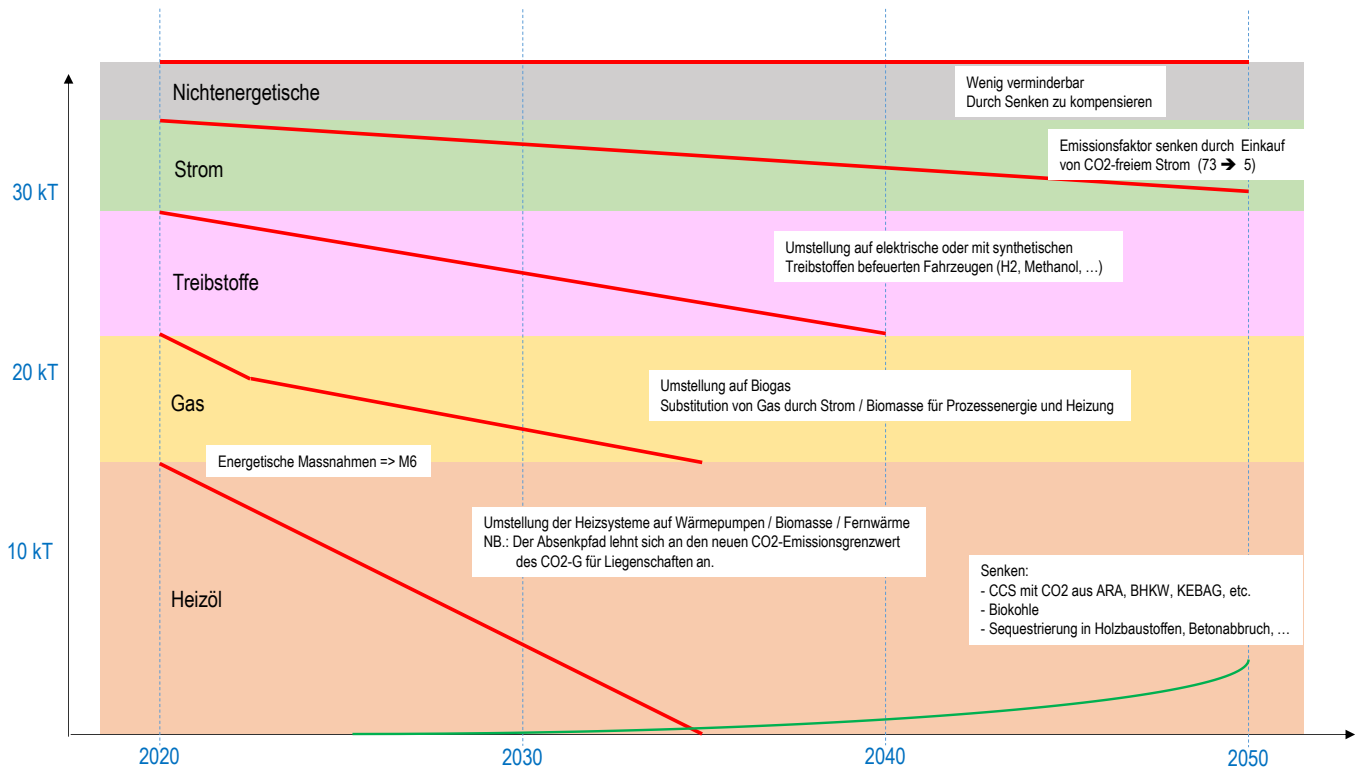 Nichtenergetische
Wenig verminderbar
Durch Senken zu kompensieren
Emissionsfaktor senken durch Einkauf
von CO2-freiem Strom (73 ➔ 5)
Strom
30 kT
Umstellung auf elektrische oder mit synthetischen
Treibstoffen befeuerten Fahrzeugen (H2, Methanol, …)
Treibstoffe
20 kT
Umstellung auf Biogas
Substitution von Gas durch Strom / Biomasse für Prozessenergie und Heizung
Gas
Energetische Massnahmen => M6
Umstellung der Heizsysteme auf Wärmepumpen / Biomasse / Fernwärme
NB.: Der Absenkpfad lehnt sich an den neuen CO2-Emissionsgrenzwert
des CO2-G für Liegenschaften an.
10 kT
Senken:
- CCS mit CO2 aus ARA, BHKW, KEBAG, etc.
- Biokohle
- Sequestrierung in Holzbaustoffen, Betonabbruch, …
Heizöl
2020
2030
2040
2050